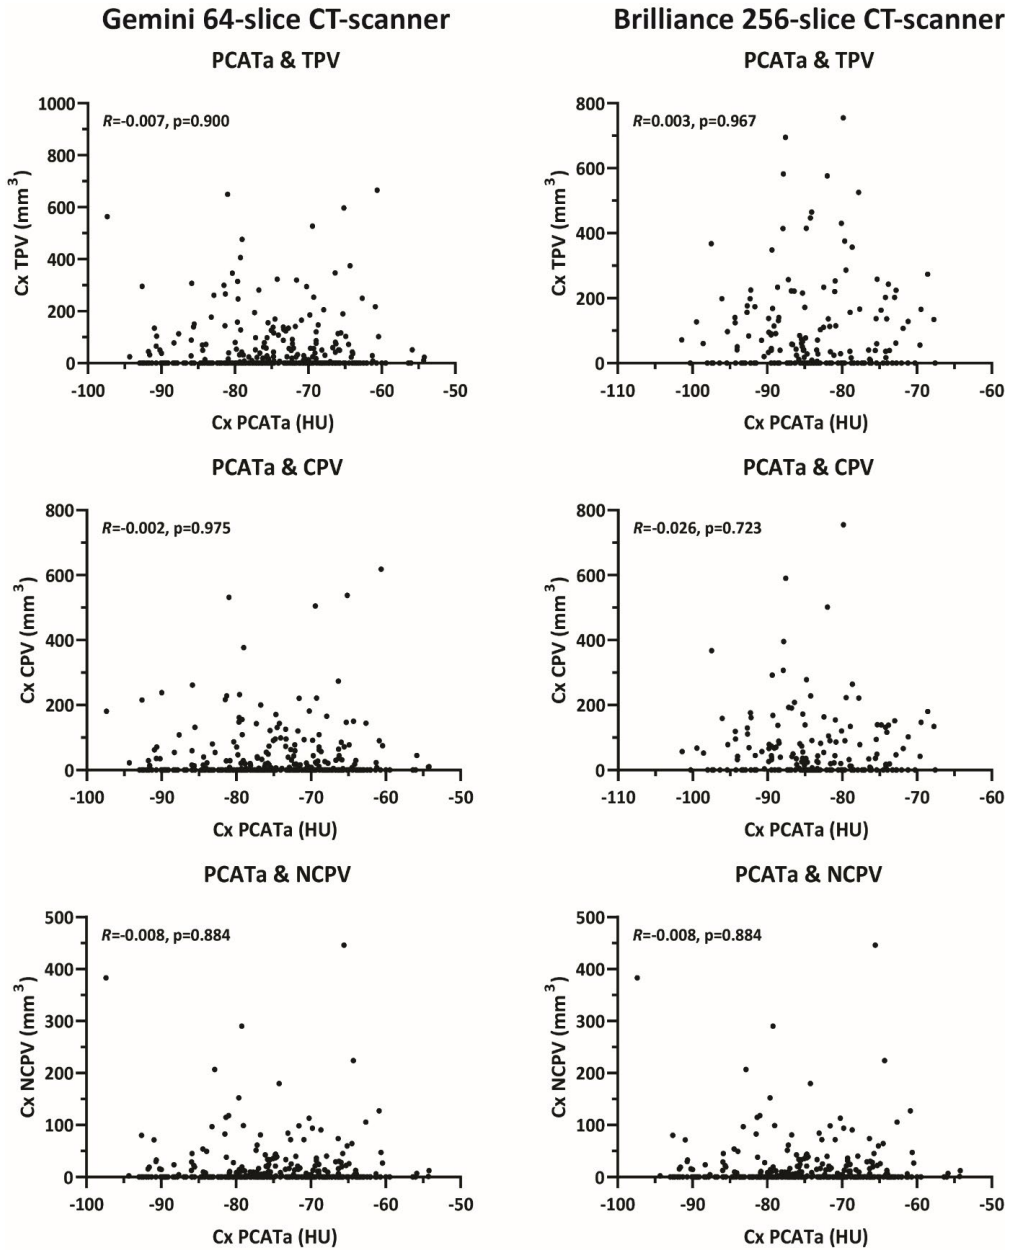 Gemini 64-slice CT-scanner
Brilliance 256-slice CT-scanner
PCATa & TPV
R=-0.007, p=0.900
Cx TPV (mm³)
1000
800
600
400
200
0
-100 -90 -80 -70 -60 -50
Cx PCATa (HU)
PCATa & TPV
R=0.003, p=0.967
Cx TPV (mm³)
800
600
400
200
0
-110 -100 -90 -80 -70 -60
Cx PCATa (HU)
PCATa & CPV
R=-0.002, p=0.975
Cx CPV (mm³)
800
600
400
200
0
-100 -90 -80 -70 -60 -50
Cx PCATa (HU)
PCATa & CPV
R=-0.026, p=0.723
Cx CPV (mm³)
800
600
400
200
0
-110 -100 -90 -80 -70 -60
Cx PCATa (HU)
PCATa & NCPV
R=-0.008, p=0.884
Cx NCPV (mm³)
500
400
300
200
100
0
-100 -90 -80 -70 -60 -50
Cx PCATa (HU)
PCATa & NCPV
R=-0.008, p=0.884
Cx NCPV (mm³)
500
400
300
200
100
0
-100 -90 -80 -70 -60 -50
Cx PCATa (HU)